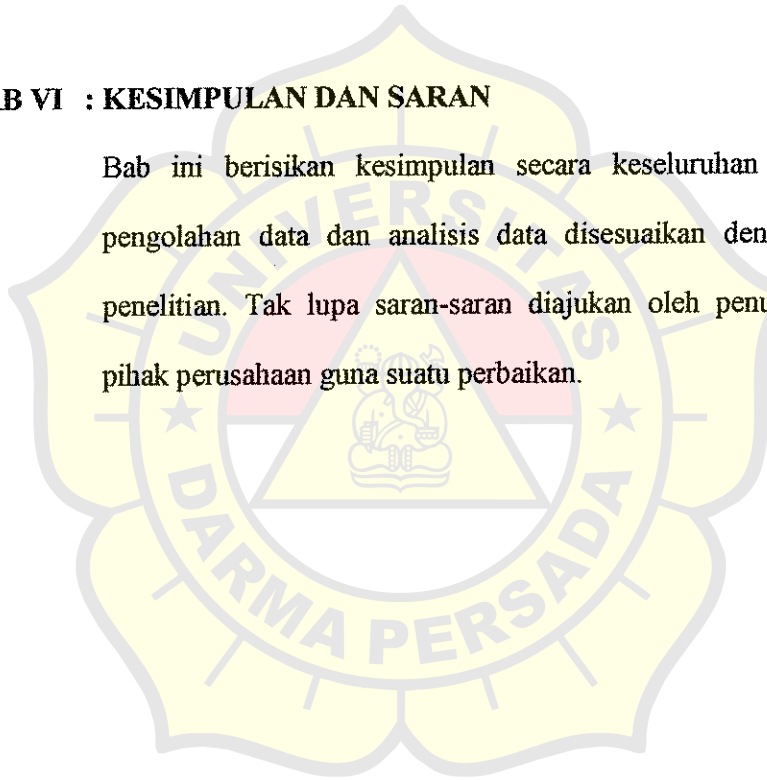 B VI : KESIMPULAN DAN SARAN
Bab ini berisikan kesimpulan secara keseluruhan
pengolahan data dan analisis data disesuaikan den
penelitian. Tak lupa saran-saran diajukan oleh penu
pihak perusahaan guna suatu perbaikan.
UNIVERSITAS
DARMA PERSADA